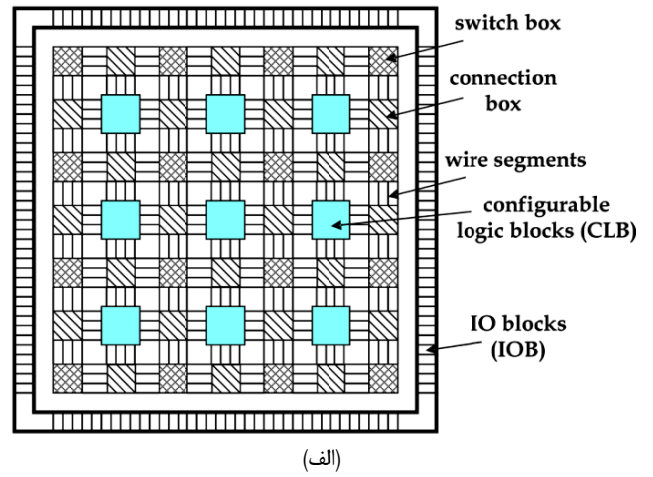 switch box
connection
box
wire segments
configurable
logic blocks (CLB)
IO blocks
(IOB)
(الف)